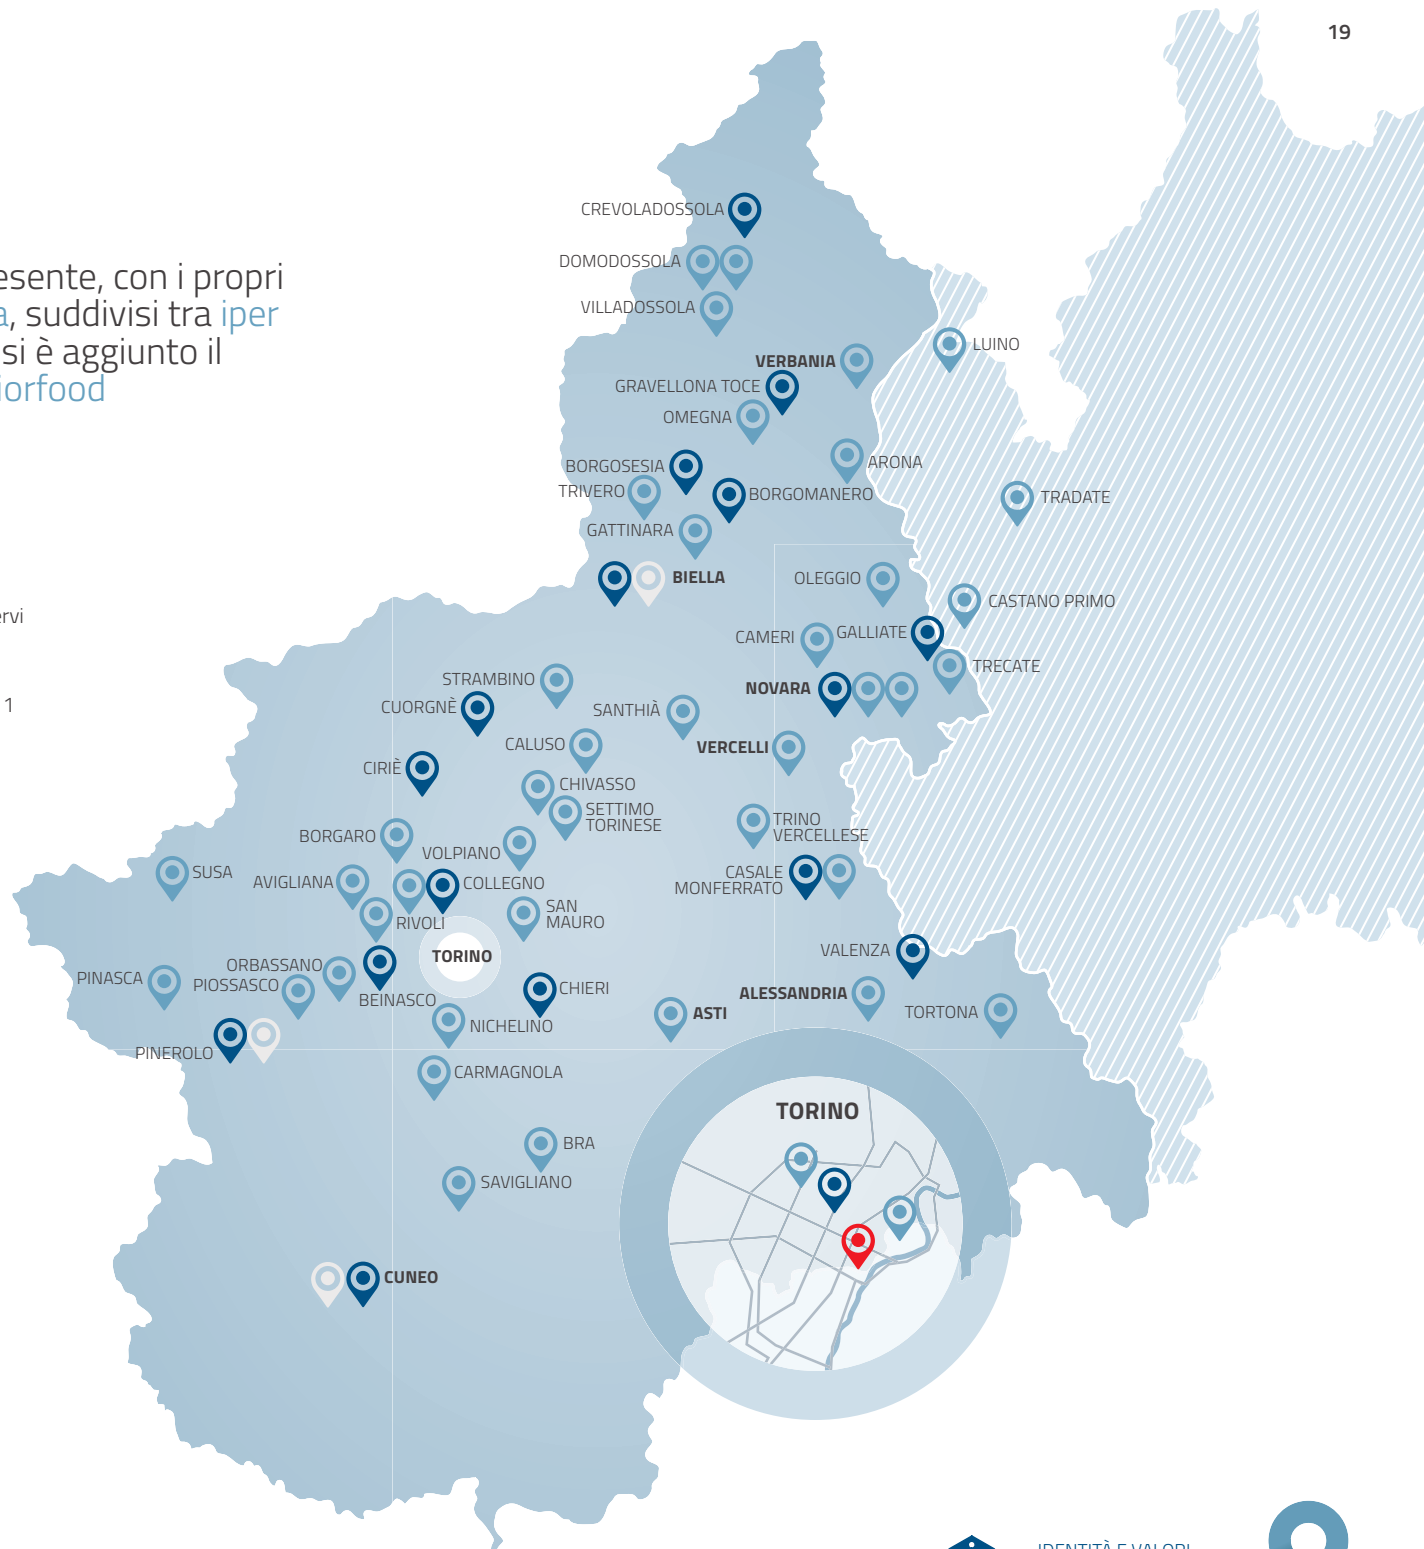 19
esente, con i propri
a, suddivisi tra iper
si è aggiunto il
iorfood
ervi
1
CREVOLADOSSOLA
DOMODOSSOLA
VILLADOSSOLA
LUINO
VERBANIA
GRAVELLONA TOCE
OMEGNA
ARONA
BORGOSESIA
TRIVERO
BORGOMANERO
TRADATE
GATTINARA
BIELLA
OLEGGIO
CASTANO PRIMO
CAMERI
GALLIATE
TRECATE
STRAMBINO
NOVARA
CUORGNÈ
SANTHIÀ
CALUSO
VERCELLI
CIRIÈ
CHIVASSO
SETTIMO
TORINESE
TRINO
VERCELLESE
BORGARO
VOLPIANO
SUSA
AVIGLIANA
COLLEGNO
CASALE
MONFERRATO
RIVOLI
SAN
MAURO
VALENZA
TORINO
ORBASSANO
PINASCA
PIOSSASCO
BEINASCO
CHIERI
ALESSANDRIA
ASTI
TORTONA
NICHELINO
PINEROLO
CARMAGNOLA
TORINO
BRA
SAVIGLIANO
CUNEO
IDENTITÀ E VALORI